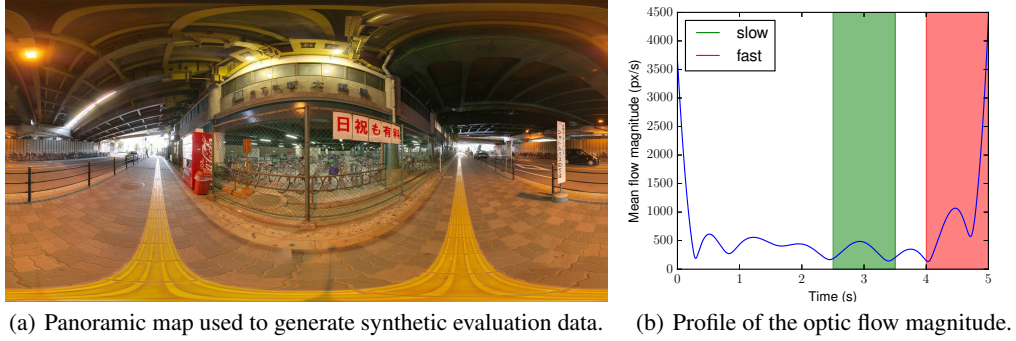 日祝も有料
4500
4000
3500
3000
2500
2000
1500
1000
500
0
Mean flow magnitude (px/s)
slow
fast
0 1 2 3 4 5
Time (s)
(a) Panoramic map used to generate synthetic evaluation data.
(b) Profile of the optic flow magnitude.